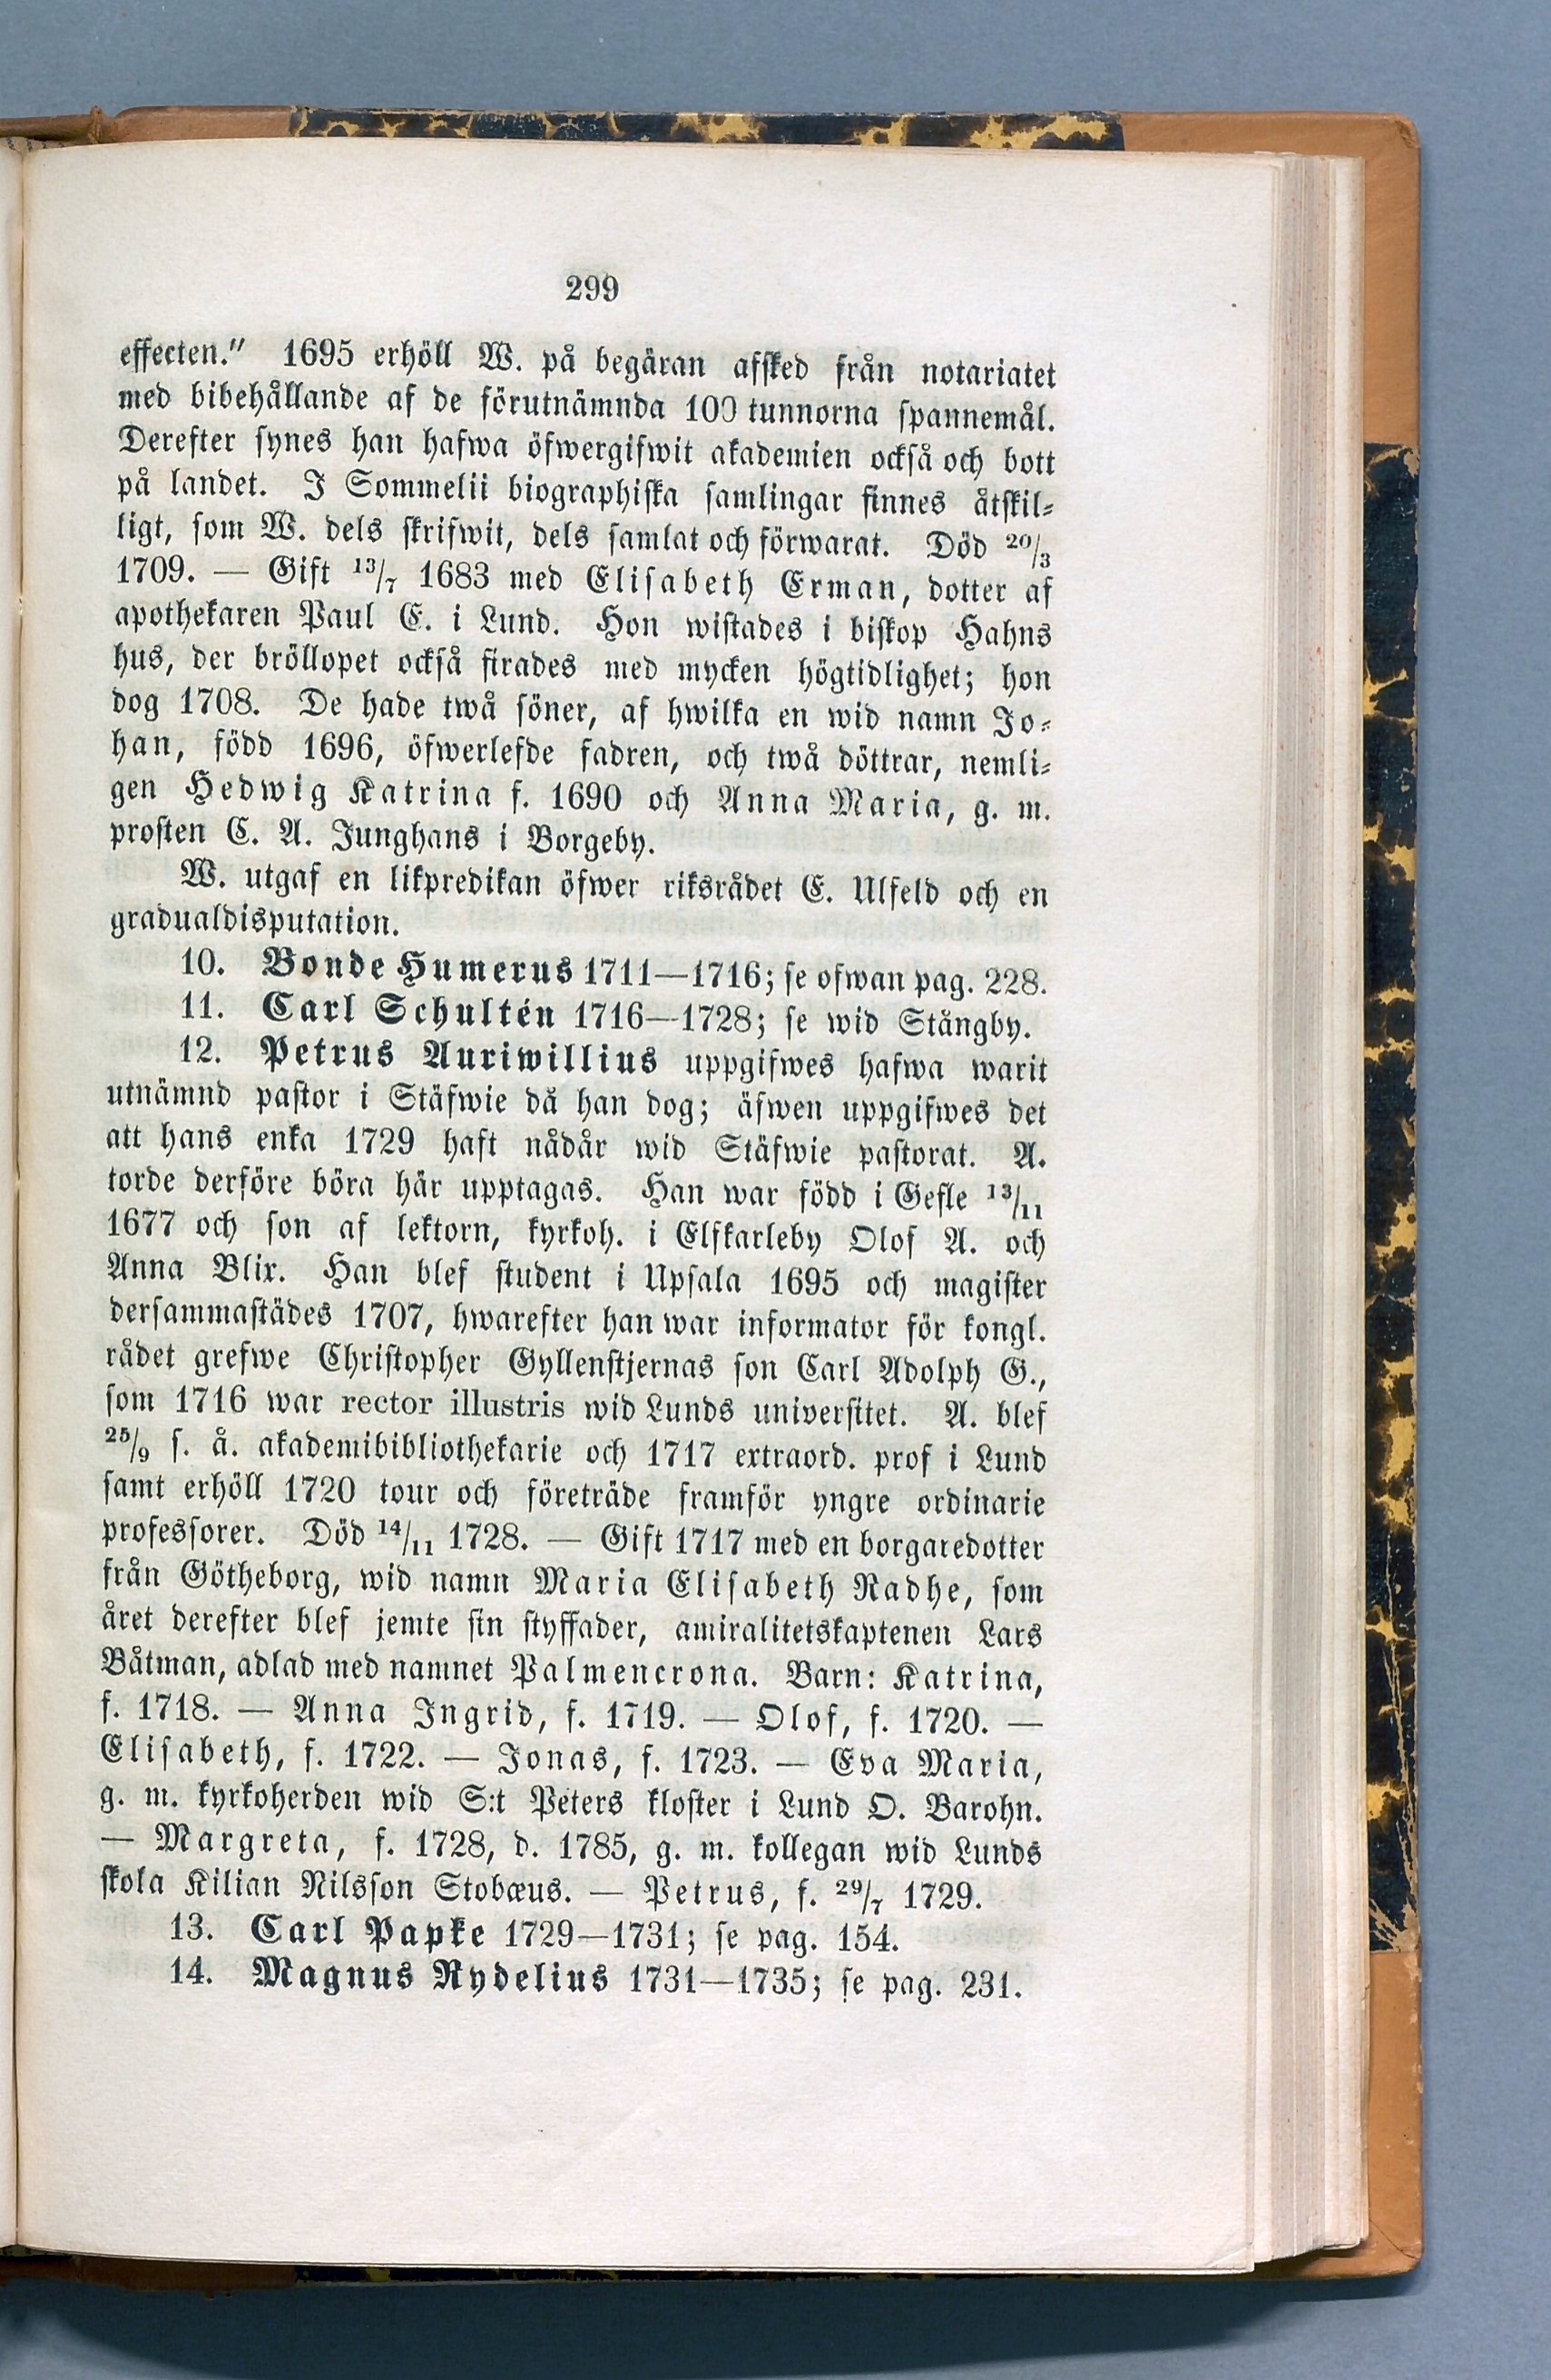 299
effecten." 1695 erhöll W. på begäran afsked från notariatet
med bibehållande af de förutnämnda 100 tunnorna spannemål.
Derefter synes han hafwa öfwergifwit akademien också och bott
på landet. I Sommelii biographiska samlingar finnes åtskil-
ligt, som W. dels skrifwit, dels samlat och förwarat. Död 20/3
1709. — Gift 13/7 1683 med Elisabeth Erman, dotter af
apothekaren Paul E. i Lund. Hon wistades i biskop Hahns
hus, der bröllopet också firades med mycken högtidlighet; hon
dog 1708. De hade twå söner, af hwilka en wid namn Jo-
han, född 1696, öfwerlefde fadren, och twå döttrar, nemli-
gen Hedwig Katrina f. 1690 och Anna Maria, g. m.
prosten C. A. Junghans i Borgeby.
W. utgaf en likpredikan öfwer riksrådet E. Ulfeld och en
gradualdisputation.
10. Bonde Humerus 1711—1716; se ofwan pag. 228.
11. Carl Schultén 1716—1728; se wid Stångby.
12. Petrus Auriwillius uppgifwes hafwa warit
utnämnd pastor i Stäfwie då han dog; äfwen uppgifwes det
att hans enka 1729 haft nådår wid Stäfwie pastorat. A.
torde derföre böra här upptagas. Han war född i Gefle 13/11
1677 och son af lektorn, kyrkoh. i Elfkarleby Olof A. och
Anna Blix. Han blef student i Upsala 1695 och magister
dersammastädes 1707, hwarefter han war informator för kongl.
rådet grefwe Christopher Gyllenstjernas son Carl Adolph G.,
som 1716 war rector illustris wid Lunds universitet. A. blef
25/9 s. å. akademibibliothekarie och 1717 extraord. prof i Lund
samt erhöll 1720 tour och företräde framför yngre ordinarie
professorer. Död 14/11 1728. — Gift 1717 med en borgaredotter
från Götheborg, wid namn Maria Elisabeth Radhe, som
året derefter blef jemte sin styffader, amiralitetskaptenen Lars
Båtman, adlad med namnet Palmencrona. Barn: Katrina,
f. 1718. — Anna Ingrid, f. 1719. — Olof, f. 1720. —
Elisabeth, f. 1722. — Jonas, f. 1723. — Eva Maria,
g. m. kyrkoherden wid S:t Peters kloster i Lund O. Barohn.
— Margreta, f. 1728, d. 1785, g. m. kollegan wid Lunds
skola Kilian Nilsson Stobæus. — Petrus, f. 29/7 1729.
13. Carl Papke 1729—1731; se pag. 154.
14. Magnus Rydelius 1731—1735; se pag. 231.